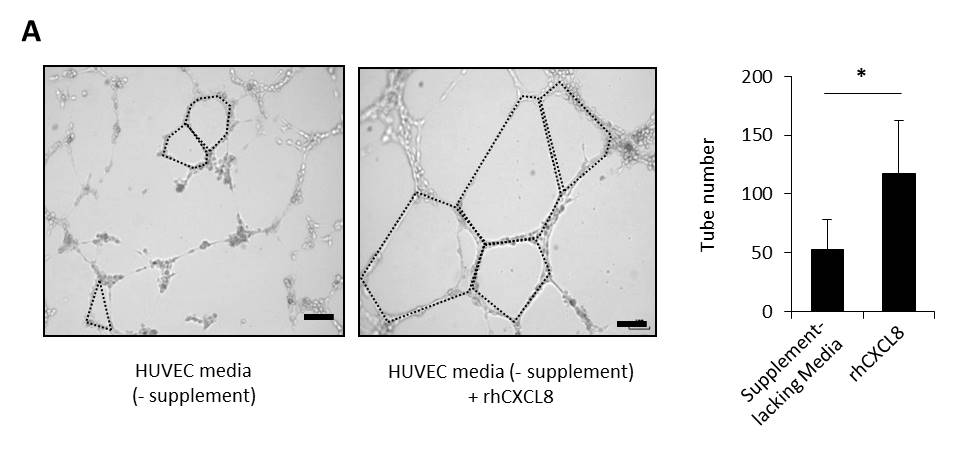 A
HUVEC media
(- supplement)
HUVEC media (- supplement)
+ rhCXCL8
Tube number
200
150
100
50
0
*
Supplement-
lacking Media
rhCXCL8